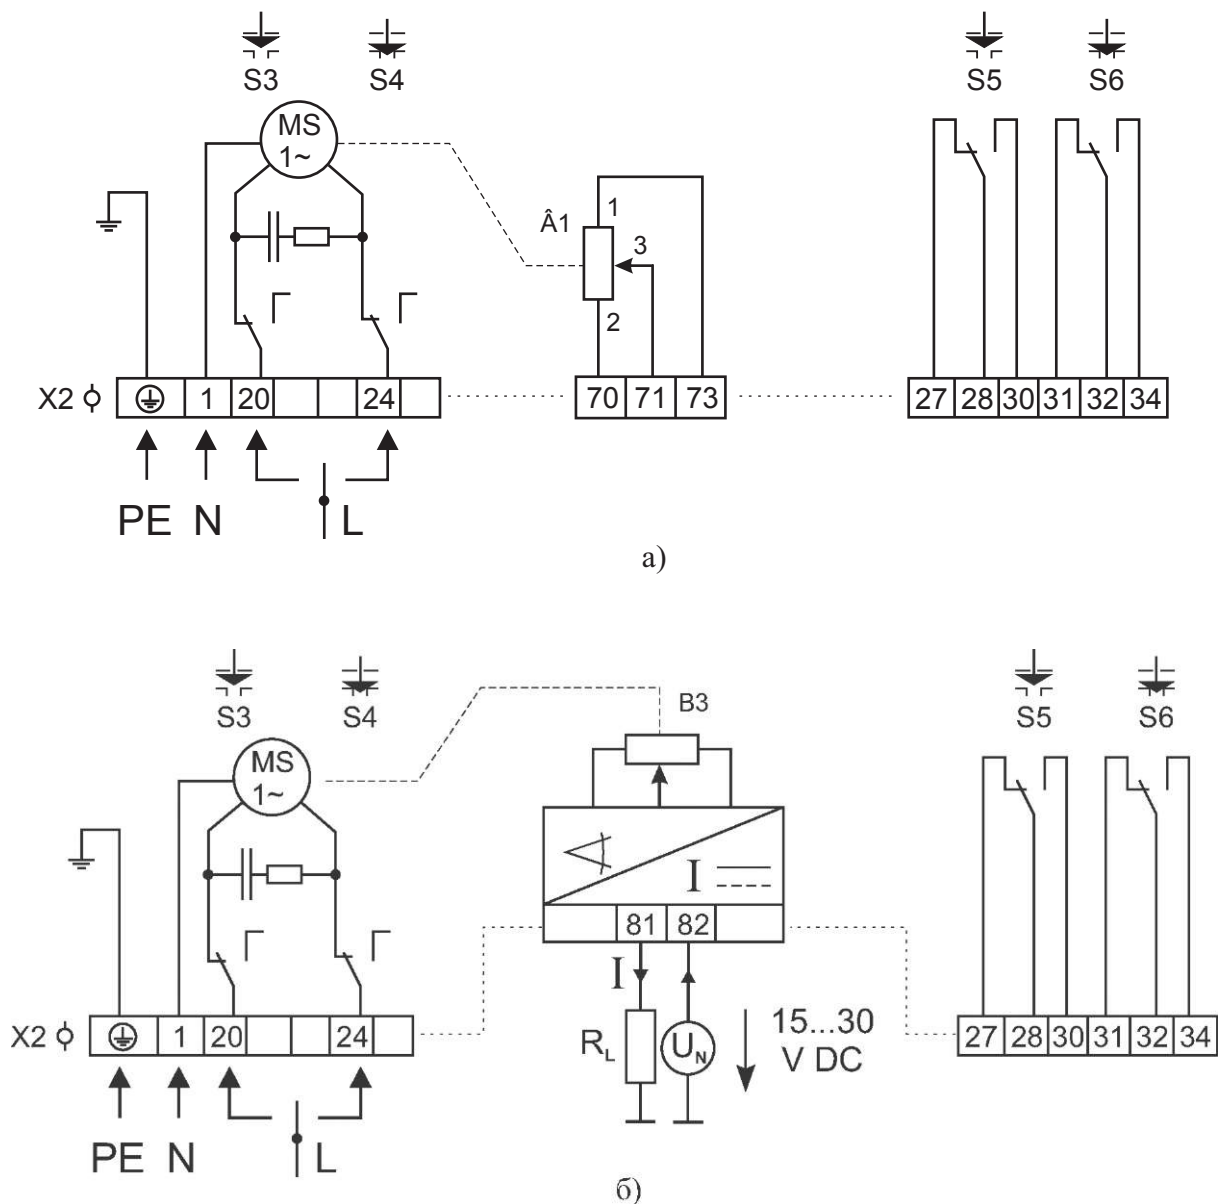 S3 S4 S5 S6
MS
1~
Â1
1
3
2
X2
1 20 24
70 71 73
27 28 30 31 32 34
PE N L
а)
S3 S4 B3 S5 S6
MS
1~
I
81 82
I
X2
1 20 24
RL UN 15...30
V DC
27 28 30 31 32 34
PE N L
б)